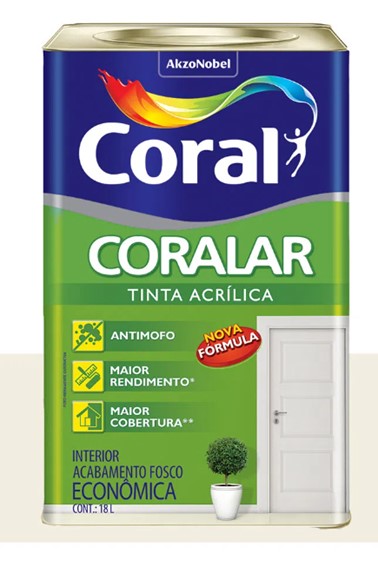 AkzoNobel
Coral
CORALAR
TINTA ACRÍLICA
ANTIMOFO
NOVA
FÓRMULA
MAIOR
RENDIMENTO*
MAIOR
COBERTURA**
INTERIOR
ACABAMENTO FOSCO
ECONÔMICA
CONT.: 18 L